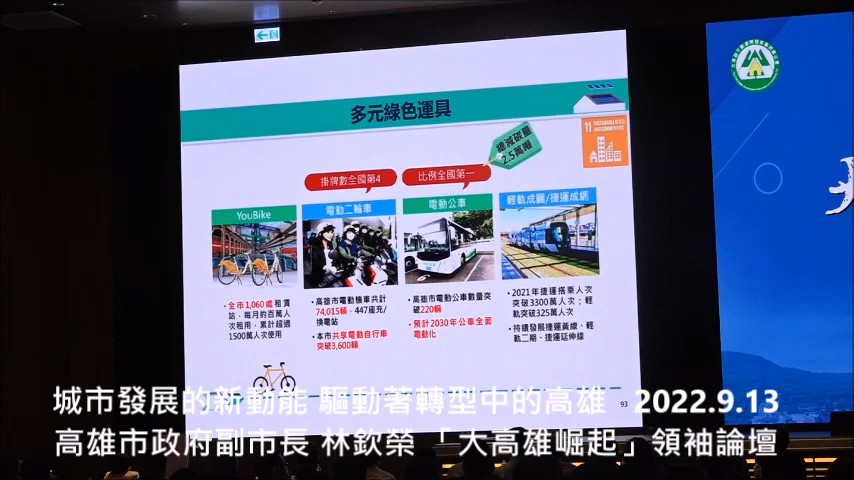 多元綠色運具
11 SUSTAINABLE CITIES
AND COMMUNITIES
總減碳量
2.5萬噸
掛牌數全國第4
比例全國第一
YouBike
電動二輪車
電動公車
輕軌成圓/捷運成網
•全市1,060處租賃
站，每月約百萬人
次租用，累計超過
1500萬人次使用
•高雄市電動機車共計
74,015輛，447座充/
換電站
•本市共享電動自行車
突破3,600輛
•高雄市電動公車數量突
破220輛
•預計2030年公車全面
電動化
•2021年捷運搭乘人次
突破3300萬人次；輕
軌突破325萬人次
•持續發展捷運黃線、輕
軌二期、捷運延伸線
93
城市發展的新動能 驅動著轉型中的高雄 2022.9.13
高雄市政府副市長 林欽榮 「大高雄崛起」領袖論壇